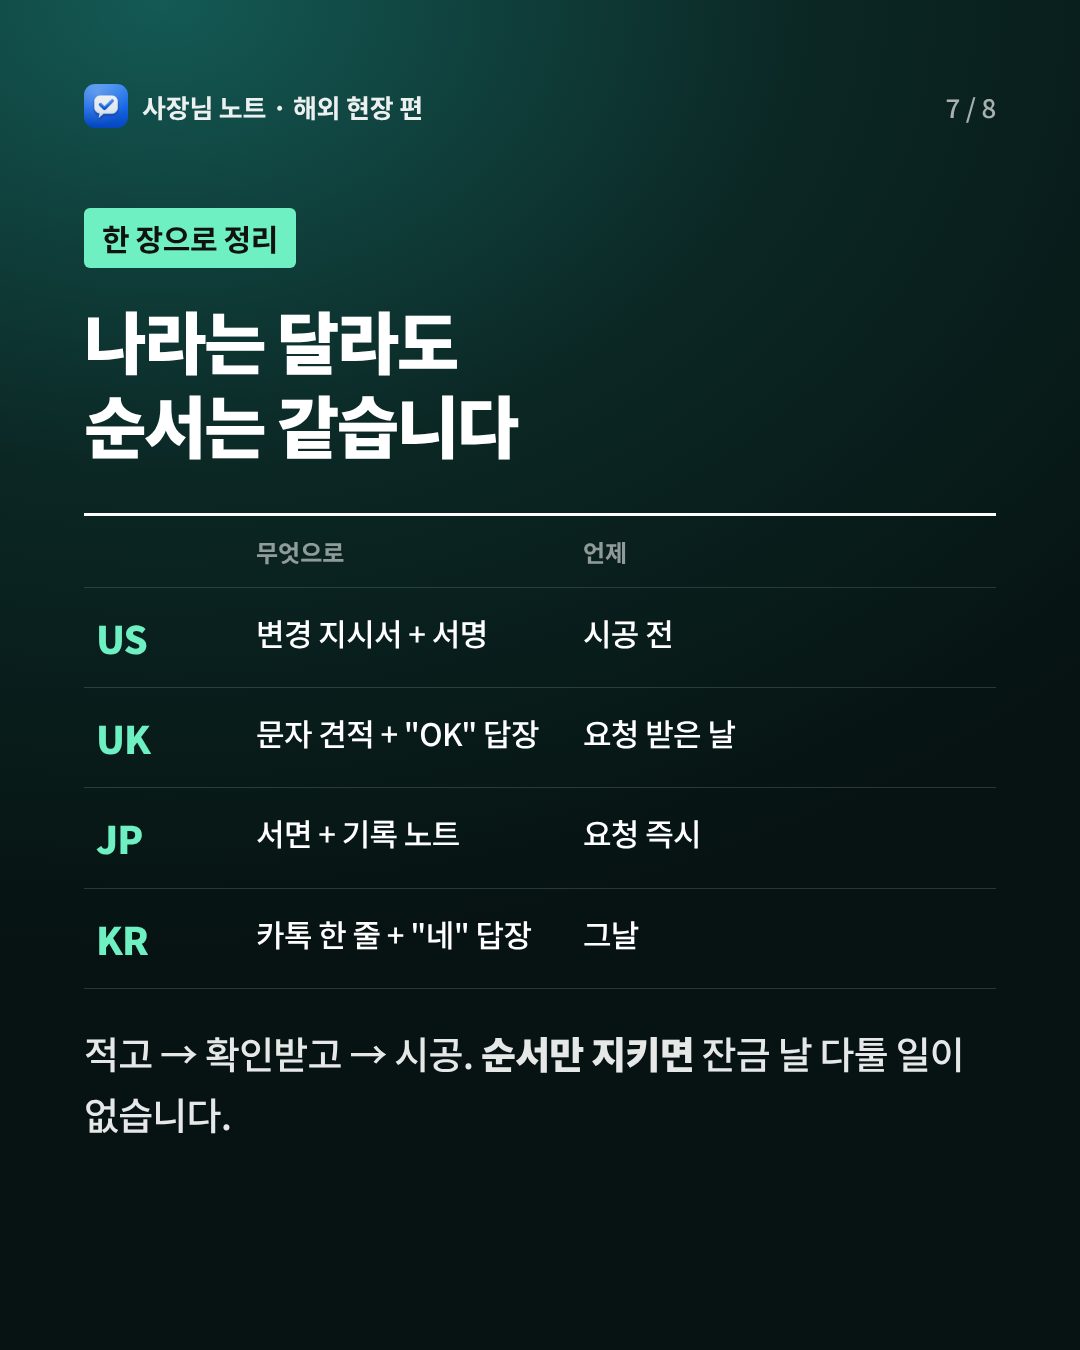 사장님 노트 · 해외 현장 편
7 / 8
한 장으로 정리
나라는 달라도
순서는 같습니다
무엇으로 언제
US 변경 지시서 + 서명 시공 전
UK 문자 견적 + "OK" 답장 요청 받은 날
JP 서면 + 기록 노트 요청 즉시
KR 카톡 한 줄 + "네" 답장 그날
적고 → 확인받고 → 시공. 순서만 지키면 잔금 날 다툴 일이
없습니다.